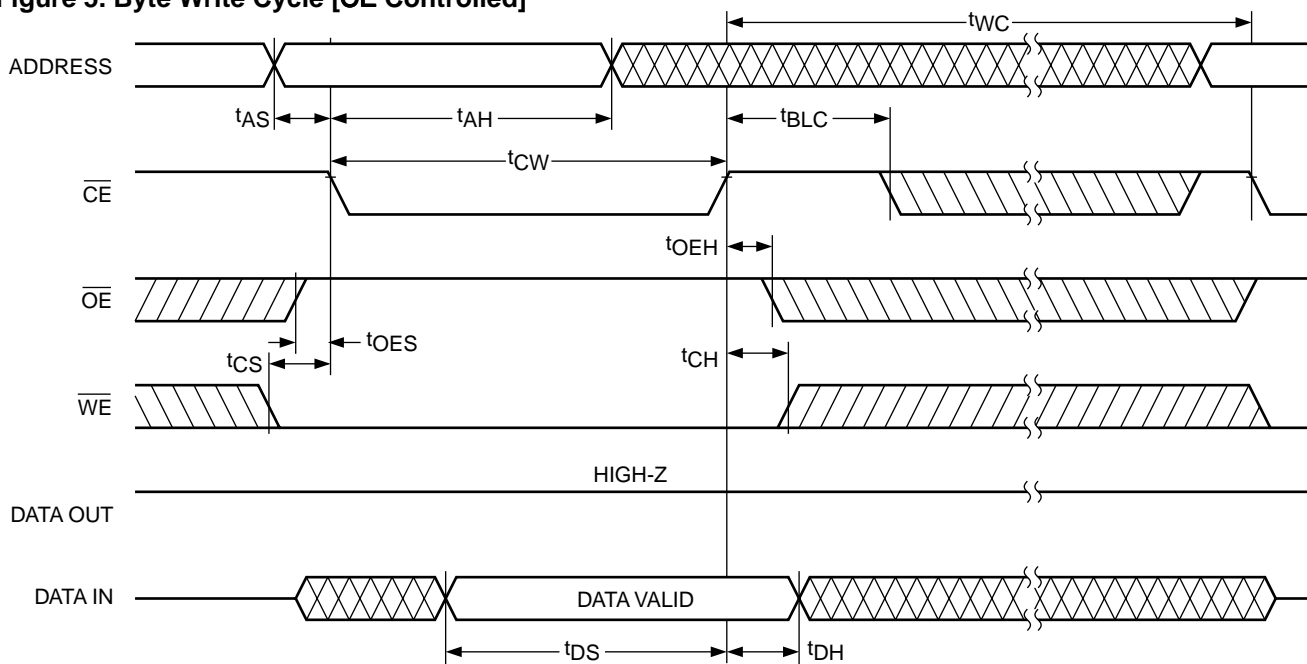 Figure 5. Byte Write Cycle [CE Controlled]
tWC
ADDRESS
tAS
tAH
tBLC
tCW
CE
tOEH
OE
tOES
tCS
tCH
WE
HIGH-Z
DATA OUT
DATA IN
DATA VALID
tDS
tDH